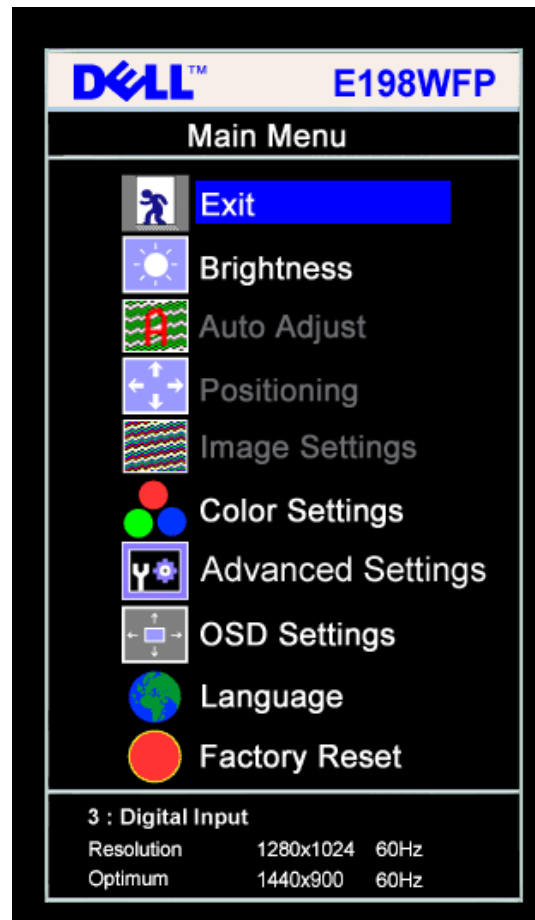 DELL™ E198WFP
Main Menu
Exit
Brightness
Auto Adjust
Positioning
Image Settings
Color Settings
Advanced Settings
OSD Settings
Language
Factory Reset
3 : Digital Input
Resolution 1280x1024 60Hz
Optimum 1440x900 60Hz